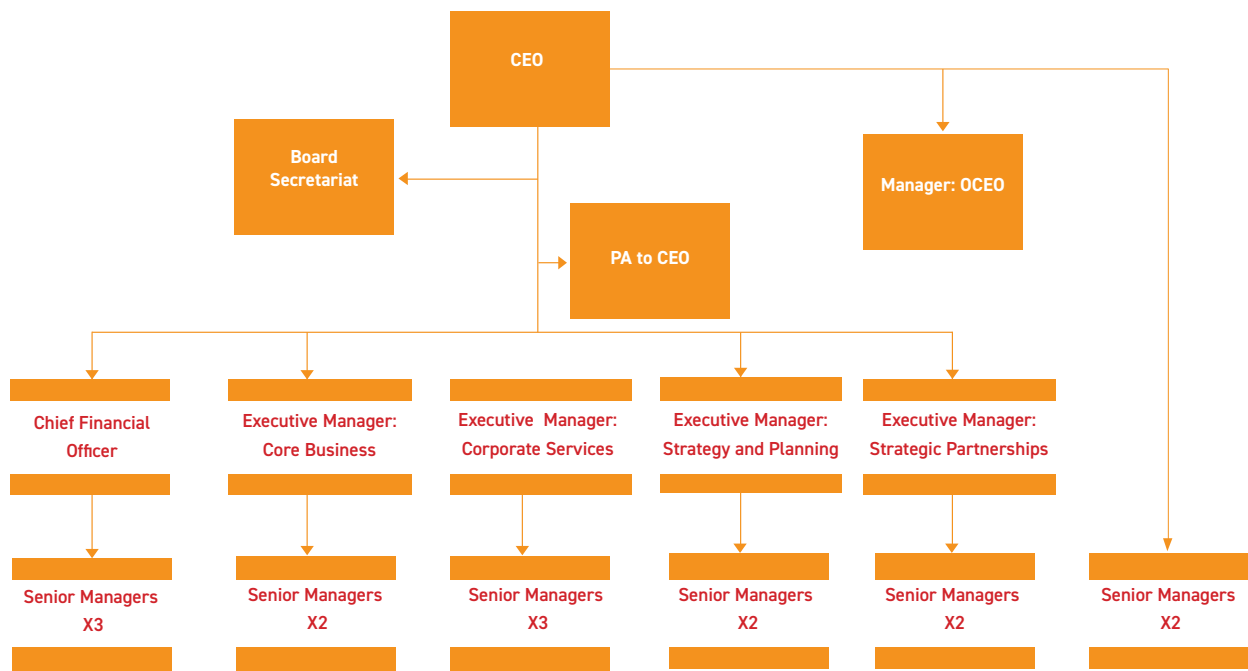 CEO
Board
Secretariat
Manager: OCEO
PA to CEO
Chief Financial
Officer
Executive Manager:
Core Business
Executive Manager:
Corporate Services
Executive Manager:
Strategy and Planning
Executive Manager:
Strategic Partnerships
Senior Managers
X3
Senior Managers
X2
Senior Managers
X3
Senior Managers
X2
Senior Managers
X2
Senior Managers
X2